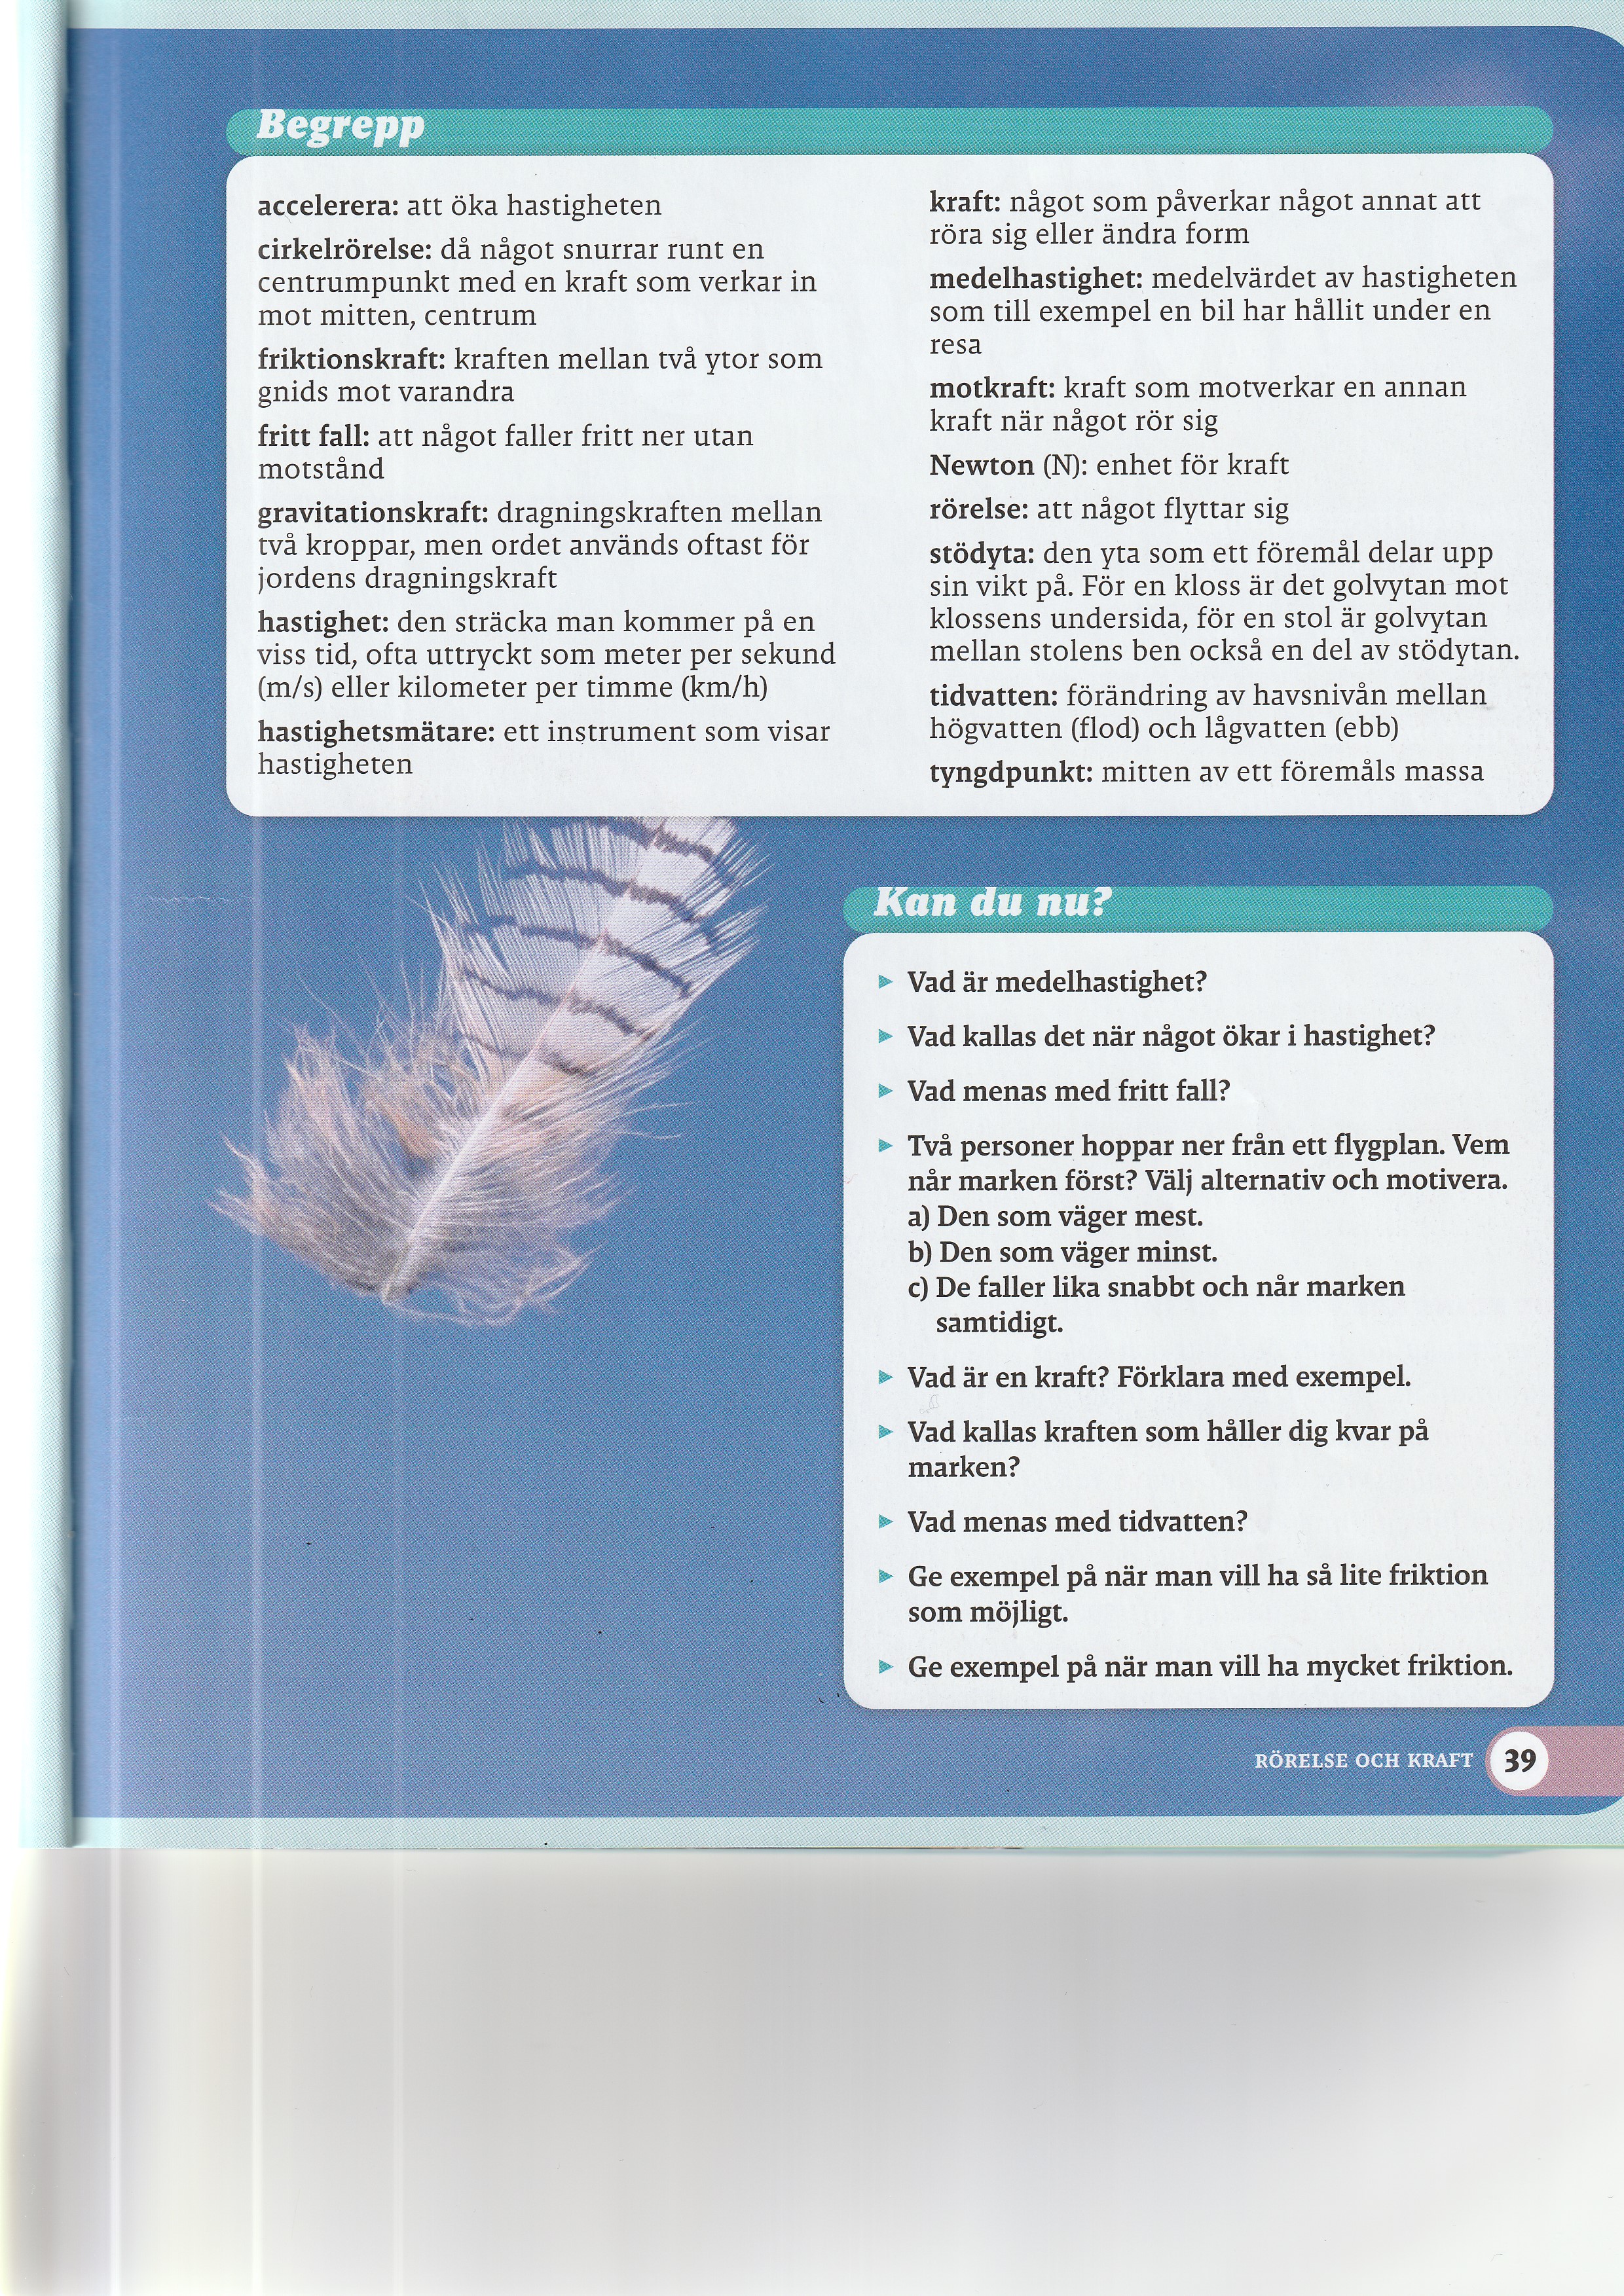 Begrepp
accelerera: att öka hastigheten
cirkelrörelse: då något snurrar runt en
centrumpunkt med en kraft som verkar in
mot mitten, centrum
friktionskraft: kraften mellan två ytor som
gnids mot varandra
fritt fall: att något faller fritt ner utan
motstånd
gravitationskraft: dragningskraften mellan
två kroppar, men ordet används oftast för
jordens dragningskraft
hastighet: den sträcka man kommer på en
viss tid, ofta uttryckt som meter per sekund
(m/s) eller kilometer per timme (km/h)
hastighetsmätare: ett instrument som visar
hastigheten
kraft: något som påverkar något annat att
röra sig eller ändra form
medelhastighet: medelvärdet av hastigheten
som till exempel en bil har hållit under en
resa
motkraft: kraft som motverkar en annan
kraft när något rör sig
Newton (N): enhet för kraft
rörelse: att något flyttar sig
stödyta: den yta som ett föremål delar upp
sin vikt på. För en kloss är det golvytan mot
klossens undersida, för en stol är golvytan
mellan stolens ben också en del av stödytan.
tidvatten: förändring av havsnivån mellan
högvatten (flod) och lågvatten (ebb)
tyngdpunkt: mitten av ett föremåls massa
Kan du nu?
► Vad är medelhastighet?
► Vad kallas det när något ökar i hastighet?
► Vad menas med fritt fall?
► Två personer hoppar ner från ett flygplan. Vem
når marken först? Välj alternativ och motivera.
a) Den som väger mest.
b) Den som väger minst.
c) De faller lika snabbt och når marken
samtidigt.
► Vad är en kraft? Förklara med exempel.
► Vad kallas kraften som håller dig kvar på
marken?
► Vad menas med tidvatten?
► Ge exempel på när man vill ha så lite friktion
som möjligt.
► Ge exempel på när man vill ha mycket friktion.
RÖRELSE OCH KRAFT 39